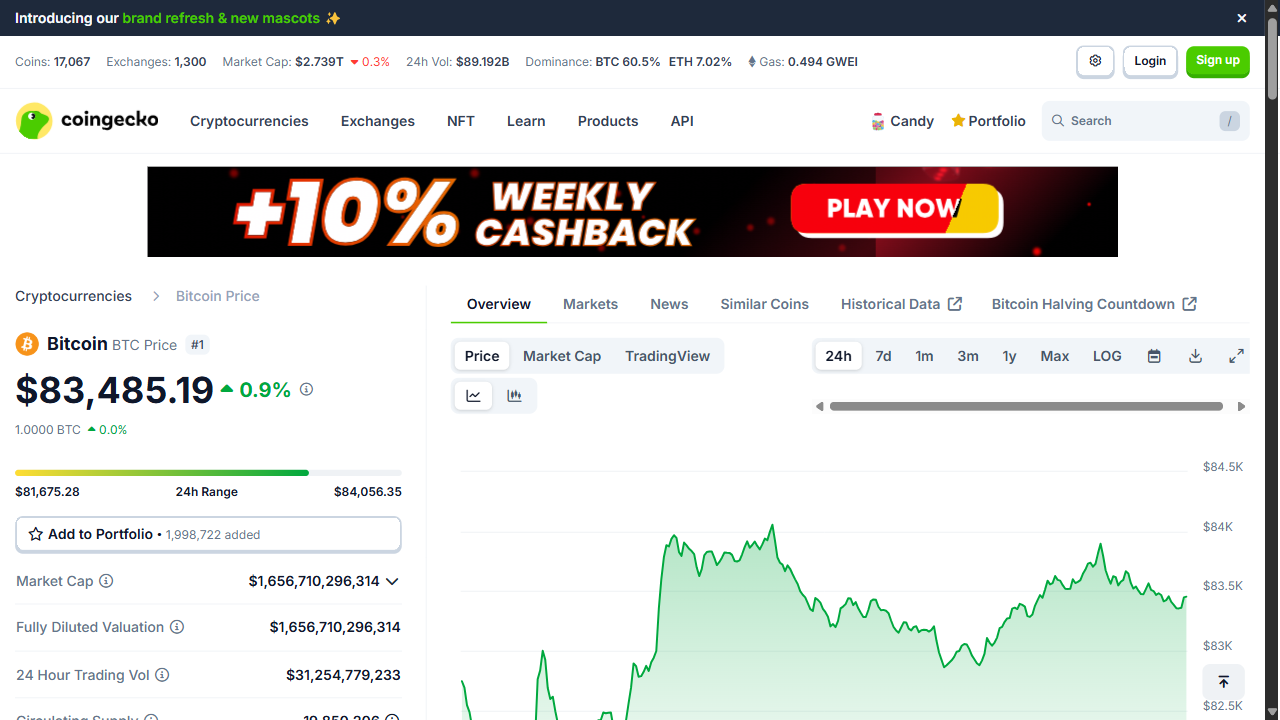 Introducing our brand refresh & new mascots ✨
Coins: 17,067 Exchanges: 1,300 Market Cap: $2.739T 0.3% 24h Vol: $89.192B Dominance: BTC 60.5% ETH 7.02% Gas: 0.494 GWEI
Login
Sign up
coingecko
Cryptocurrencies Exchanges NFT Learn Products API
Candy Portfolio Search /
+10% WEEKLY CASHBACK PLAY NOW
Cryptocurrencies Bitcoin Price
Bitcoin BTC Price #1
$83,485.19 0.9%
1.0000 BTC 0.0%
$81,675.28 24h Range $84,056.35
Add to Portfolio • 1,998,722 added
Market Cap $1,656,710,296,314
Fully Diluted Valuation $1,656,710,296,314
24 Hour Trading Vol $31,254,779,233
Circulating Supply 19,850,296
Overview Markets News Similar Coins Historical Data Bitcoin Halving Countdown
Price Market Cap TradingView
24h 7d 1m 3m 1y Max LOG
$84.5K
$84K
$83.5K
$83K
$82.5K